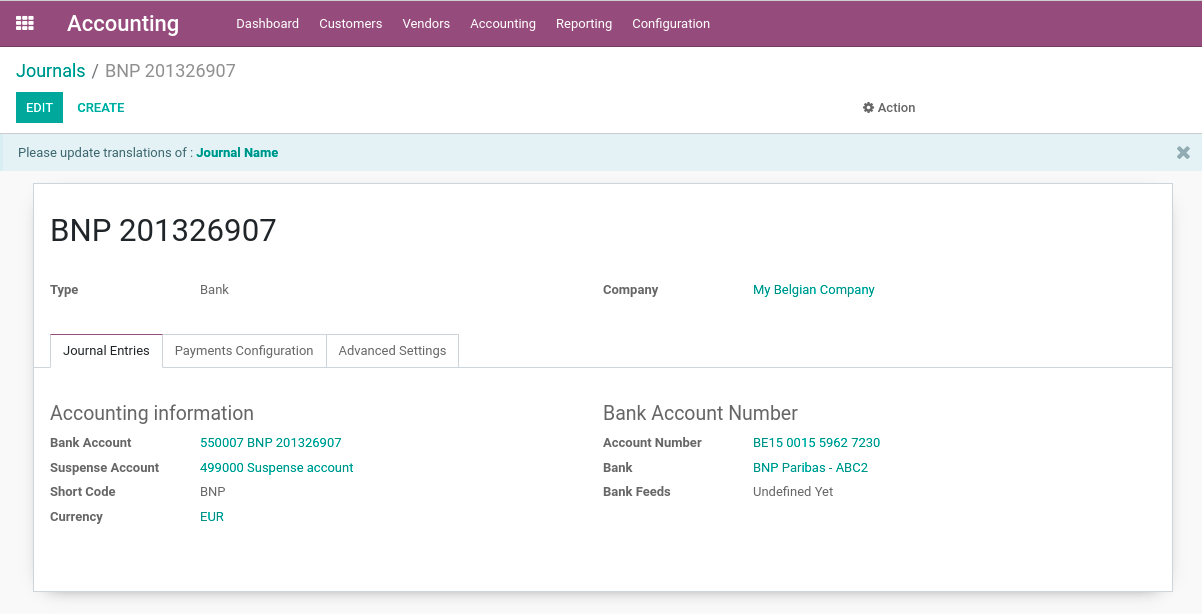 Accounting Dashboard Customers Vendors Accounting Reporting Configuration
Journals / BNP 201326907
EDIT CREATE Action
Please update translations of : Journal Name
BNP 201326907
Type Bank Company My Belgian Company
Journal Entries Payments Configuration Advanced Settings
Accounting information Bank Account Number
Bank Account 550007 BNP 201326907 Account Number BE15 0015 5962 7230
Suspense Account 499000 Suspense account Bank BNP Paribas - ABC2
Short Code BNP Bank Feeds Undefined Yet
Currency EUR